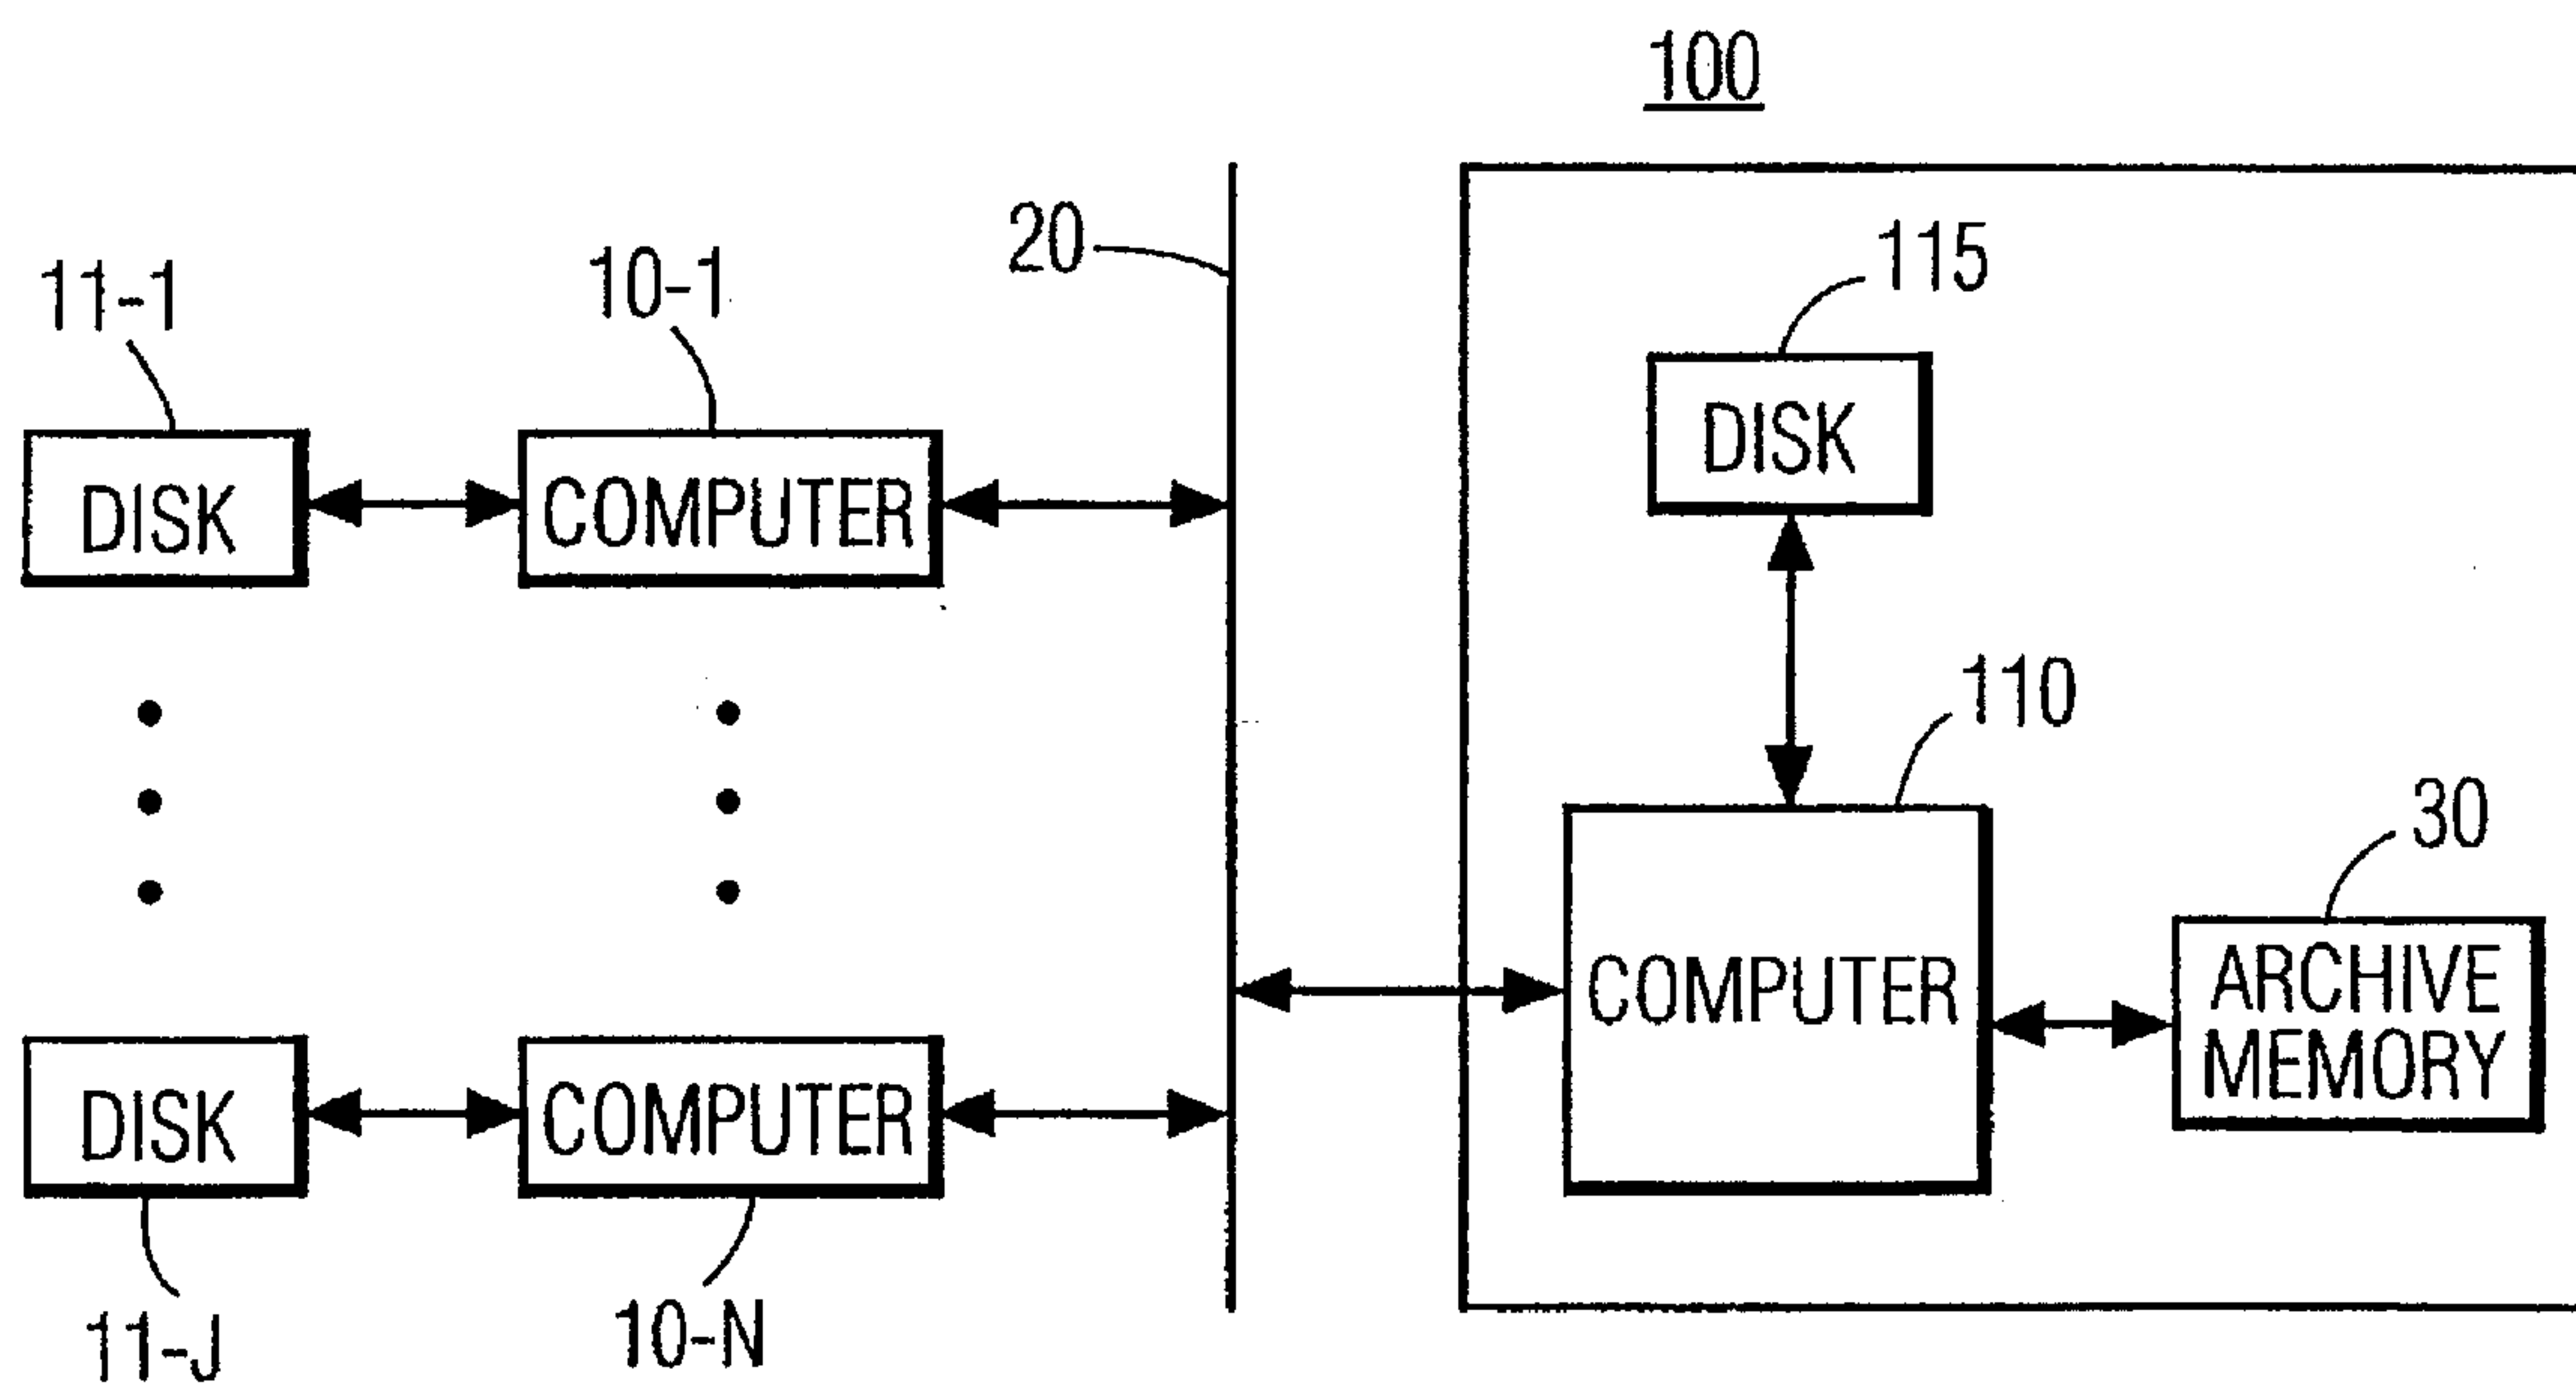 100
20
115
11-1
10-1
DISK
DISK
COMPUTER
110
30
COMPUTER
ARCHIVE
MEMORY
DISK
COMPUTER
11-J
10-N